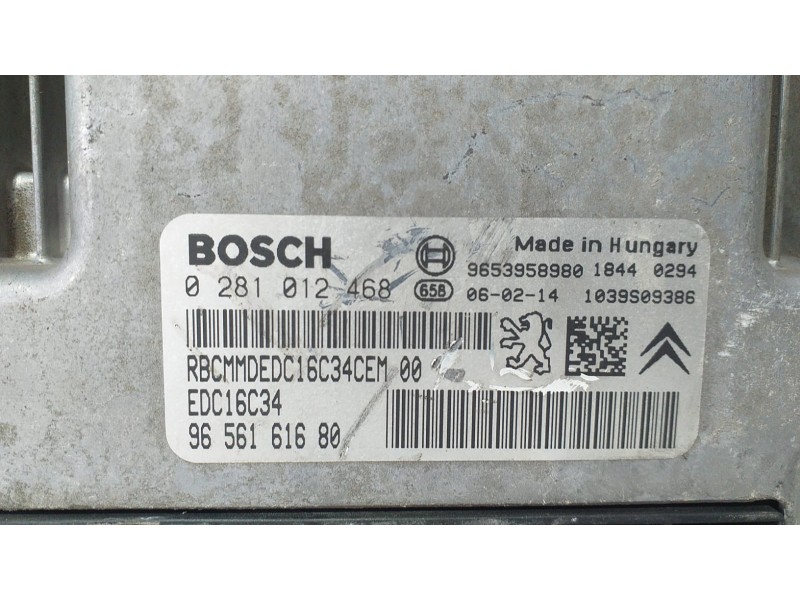 BOSCH
Made in Hungary
9653958980 1844 0294
0 281 012 468
658
06-02-14 1039S09386
RBCMMDEDC16C34CEM 00
EDC16C34
96 561 616 80